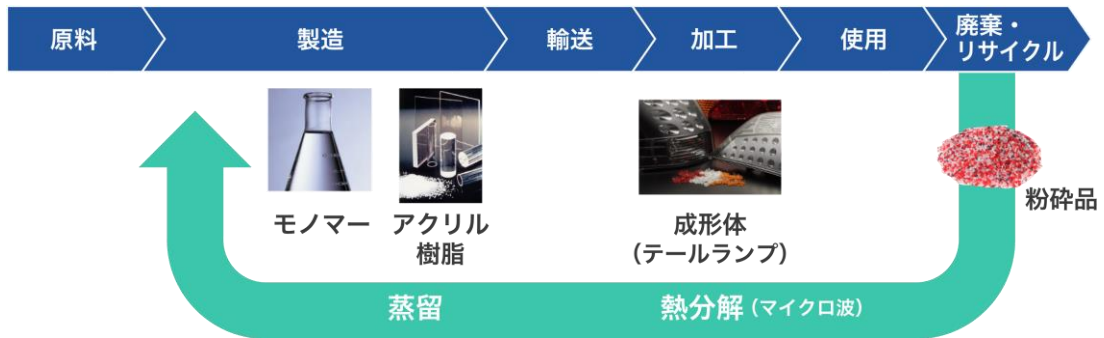 原料
製造
輸送
加工
使用
廃棄・
リサイクル
モノマー
アクリル
樹脂
成形体
(テールランプ)
粉砕品
蒸留
熱分解(マイクロ波)